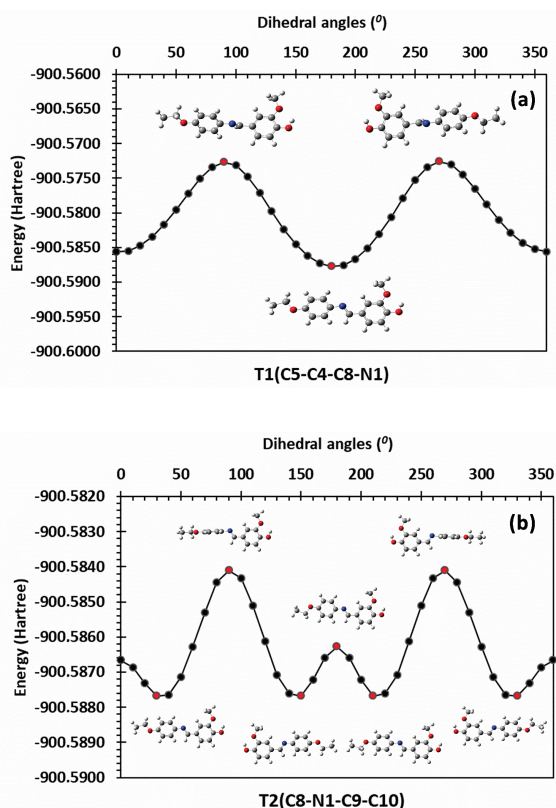 Dihedral angles (⁰)
0 50 100 150 200 250 300 350
-900.5600
-900.5650
-900.5700
-900.5750
-900.5800
-900.5850
-900.5900
-900.5950
-900.6000
Energy (Hartree)
(a)
T1(C5-C4-C8-N1)
Dihedral angles (⁰)
0 50 100 150 200 250 300 350
-900.5820
-900.5830
-900.5840
-900.5850
-900.5860
-900.5870
-900.5880
-900.5890
-900.5900
Energy (Hartree)
(b)
T2(C8-N1-C9-C10)